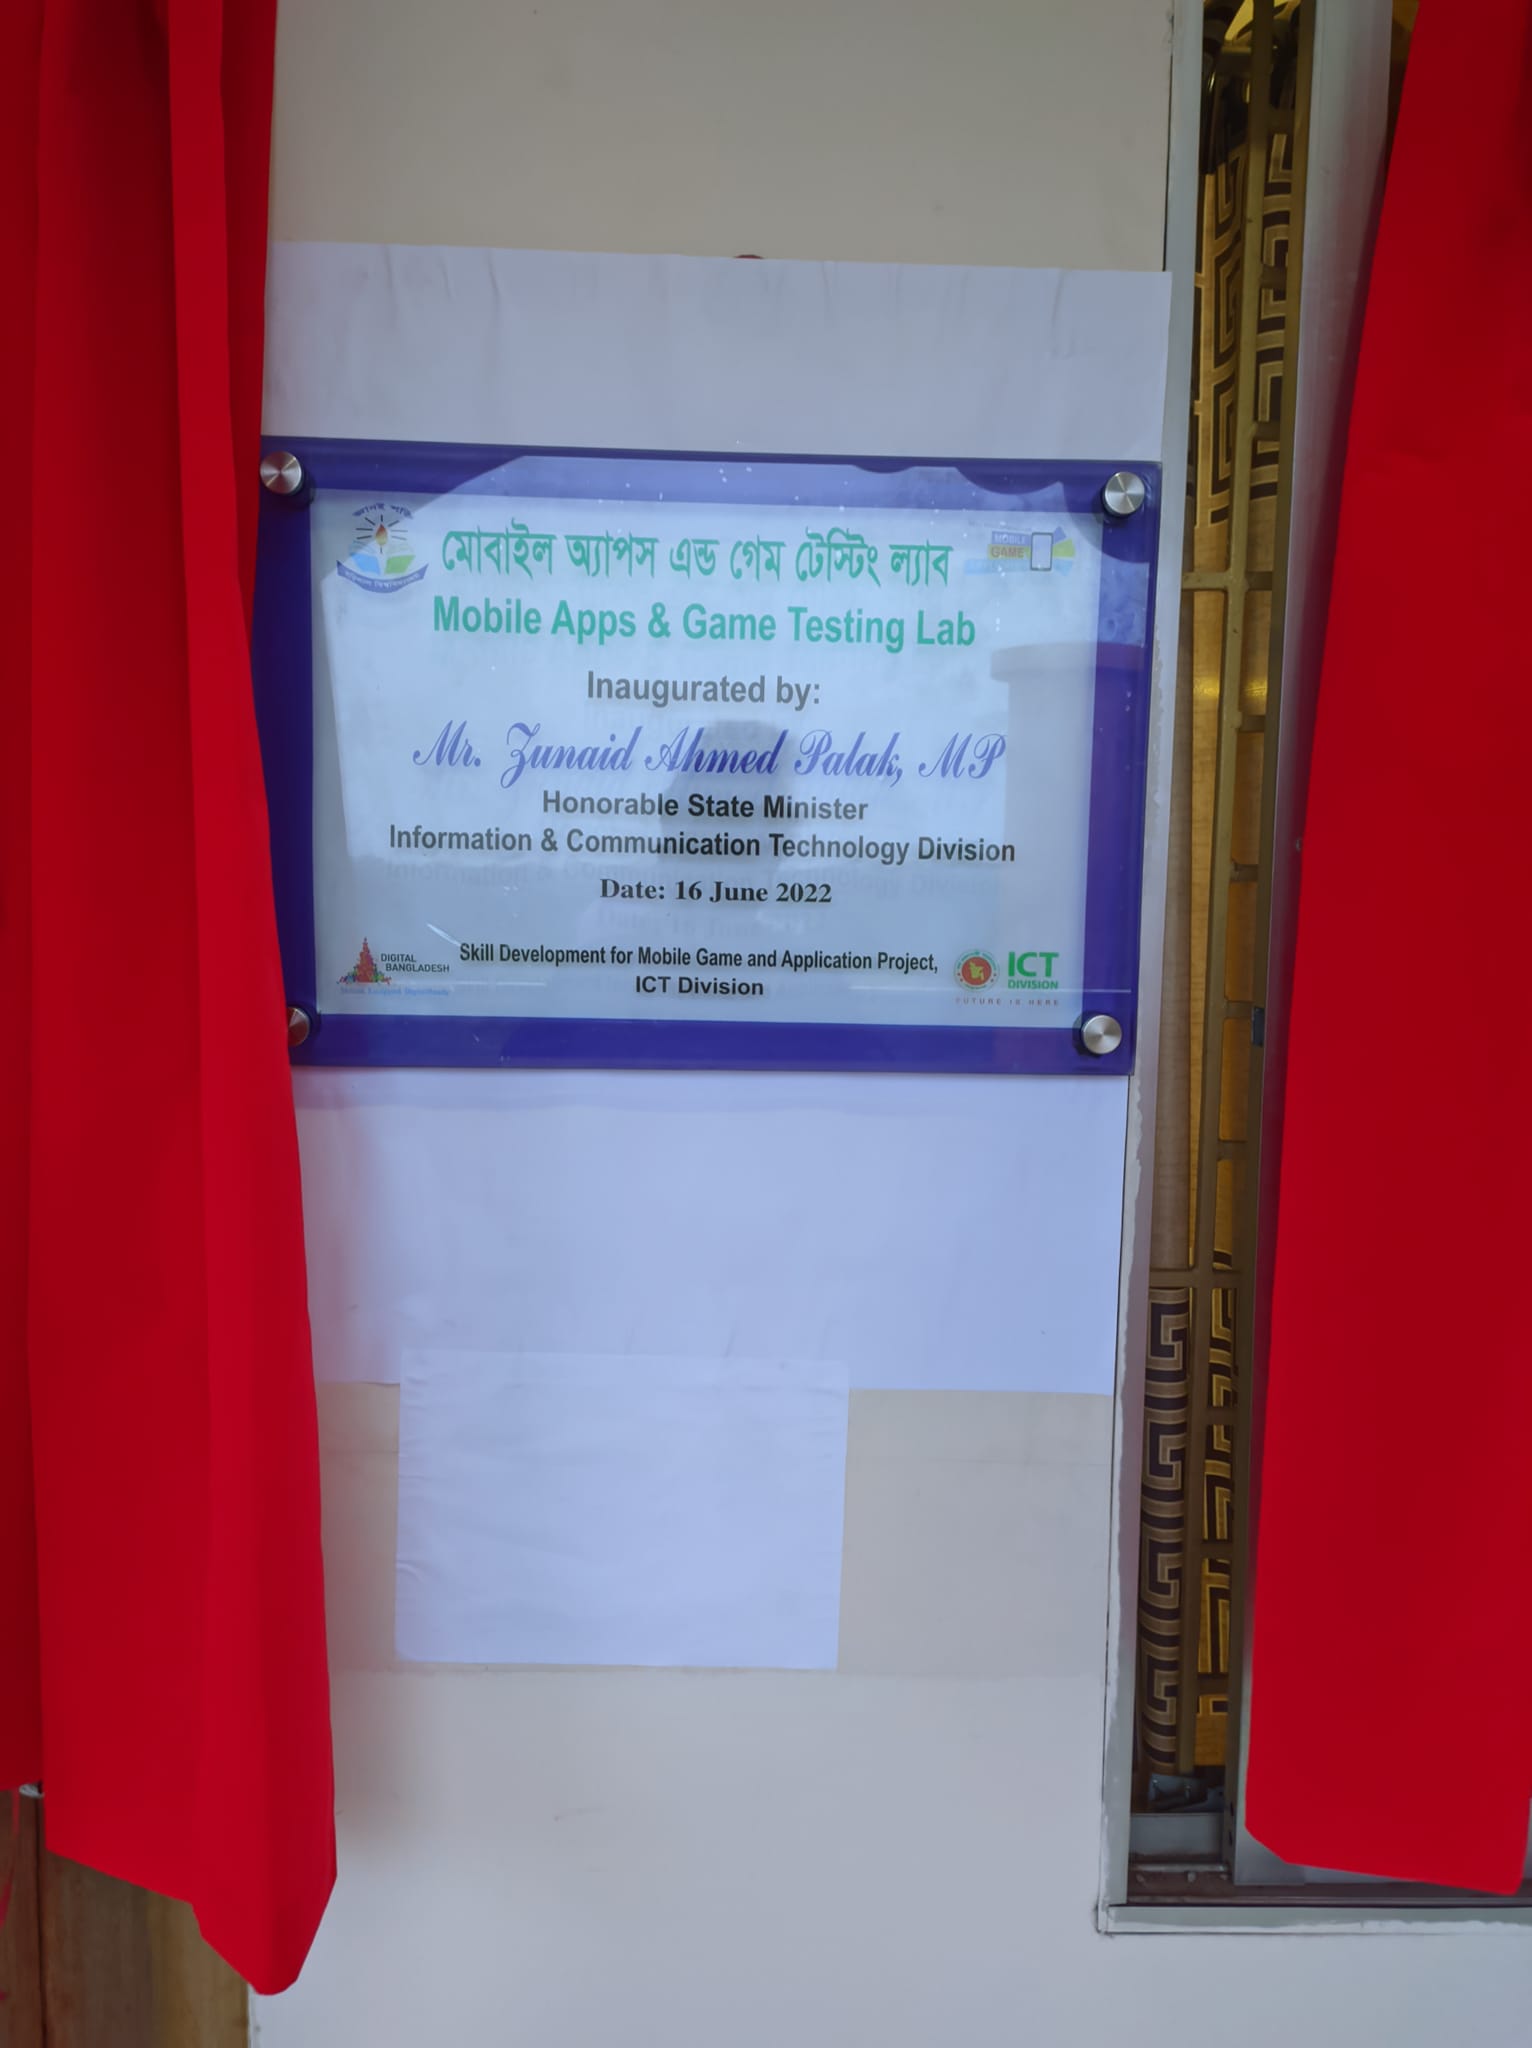 মোবাইল অ্যাপস এন্ড গেম টেস্টিং ল্যাব
Mobile Apps & Game Testing Lab
Inaugurated by:
Mr. Zunaid Ahmed Palak, MP
Honorable State Minister
Information & Communication Technology Division
Date: 16 June 2022
Skill Development for Mobile Game and Application Project,
ICT Division
MOBILE
GAME
DIGITAL
BANGLADESH
ICT
DIVISION
FUTURE IS HERE